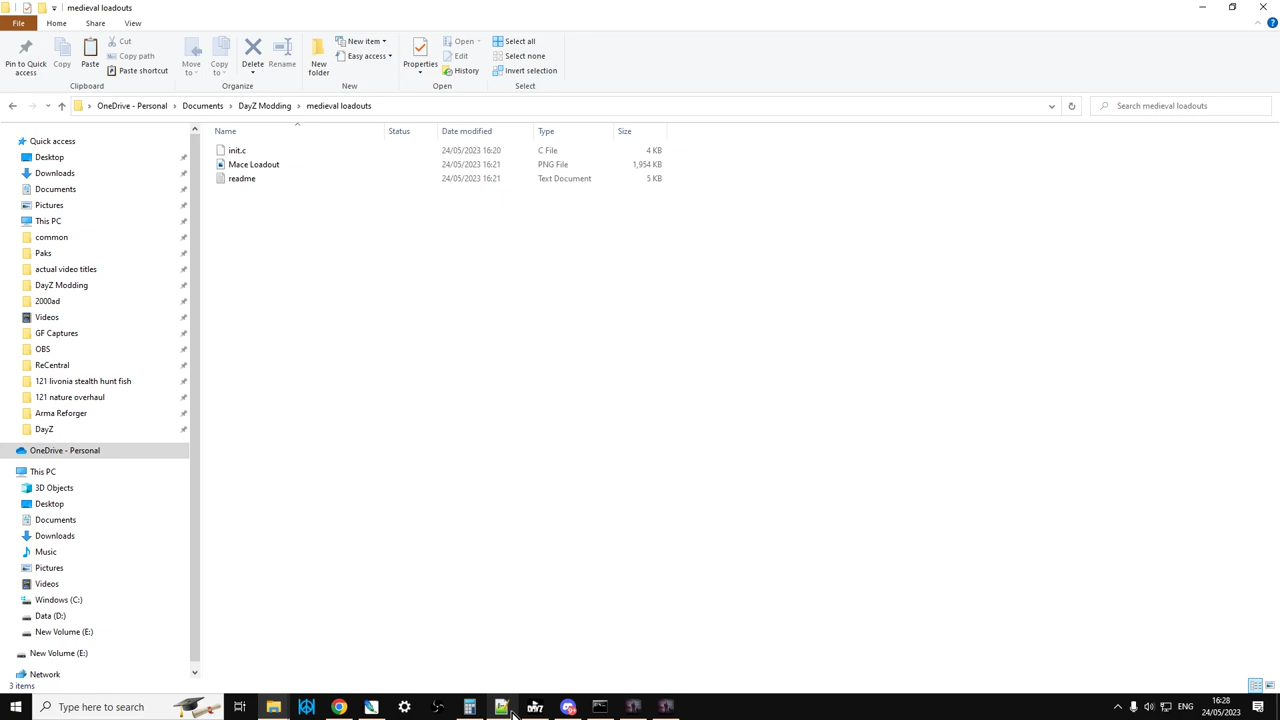 medieval loadouts
File Home Share View
Pin to Quick access
Copy
Paste
Cut
Copy path
Paste shortcut
Clipboard
Move to
Copy to
Delete
Rename
Organize
New folder
New item
Easy access
New
Properties
Open
Edit
History
Open
Select all
Select none
Invert selection
Select
OneDrive - Personal > Documents > DayZ Modding > medieval loadouts
Search medieval loadouts
Name Status Date modified Type Size
init.c 24/05/2023 16:20 C File 4 KB
Mace Loadout 24/05/2023 16:21 PNG File 1,954 KB
readme 24/05/2023 16:21 Text Document 5 KB
Quick access
Desktop
Downloads
Documents
Pictures
This PC
common
Paks
actual video titles
DayZ Modding
2000ad
Videos
GF Captures
OBS
ReCentral
121 livonia stealth hunt fish
121 nature overhaul
Arma Reforger
DayZ
OneDrive - Personal
This PC
3D Objects
Desktop
Documents
Downloads
Music
Pictures
Videos
Windows (C:)
Data (D:)
New Volume (E:)
New Volume (E:)
Network
3 items
Type here to search
ENG
16:28
24/05/2023